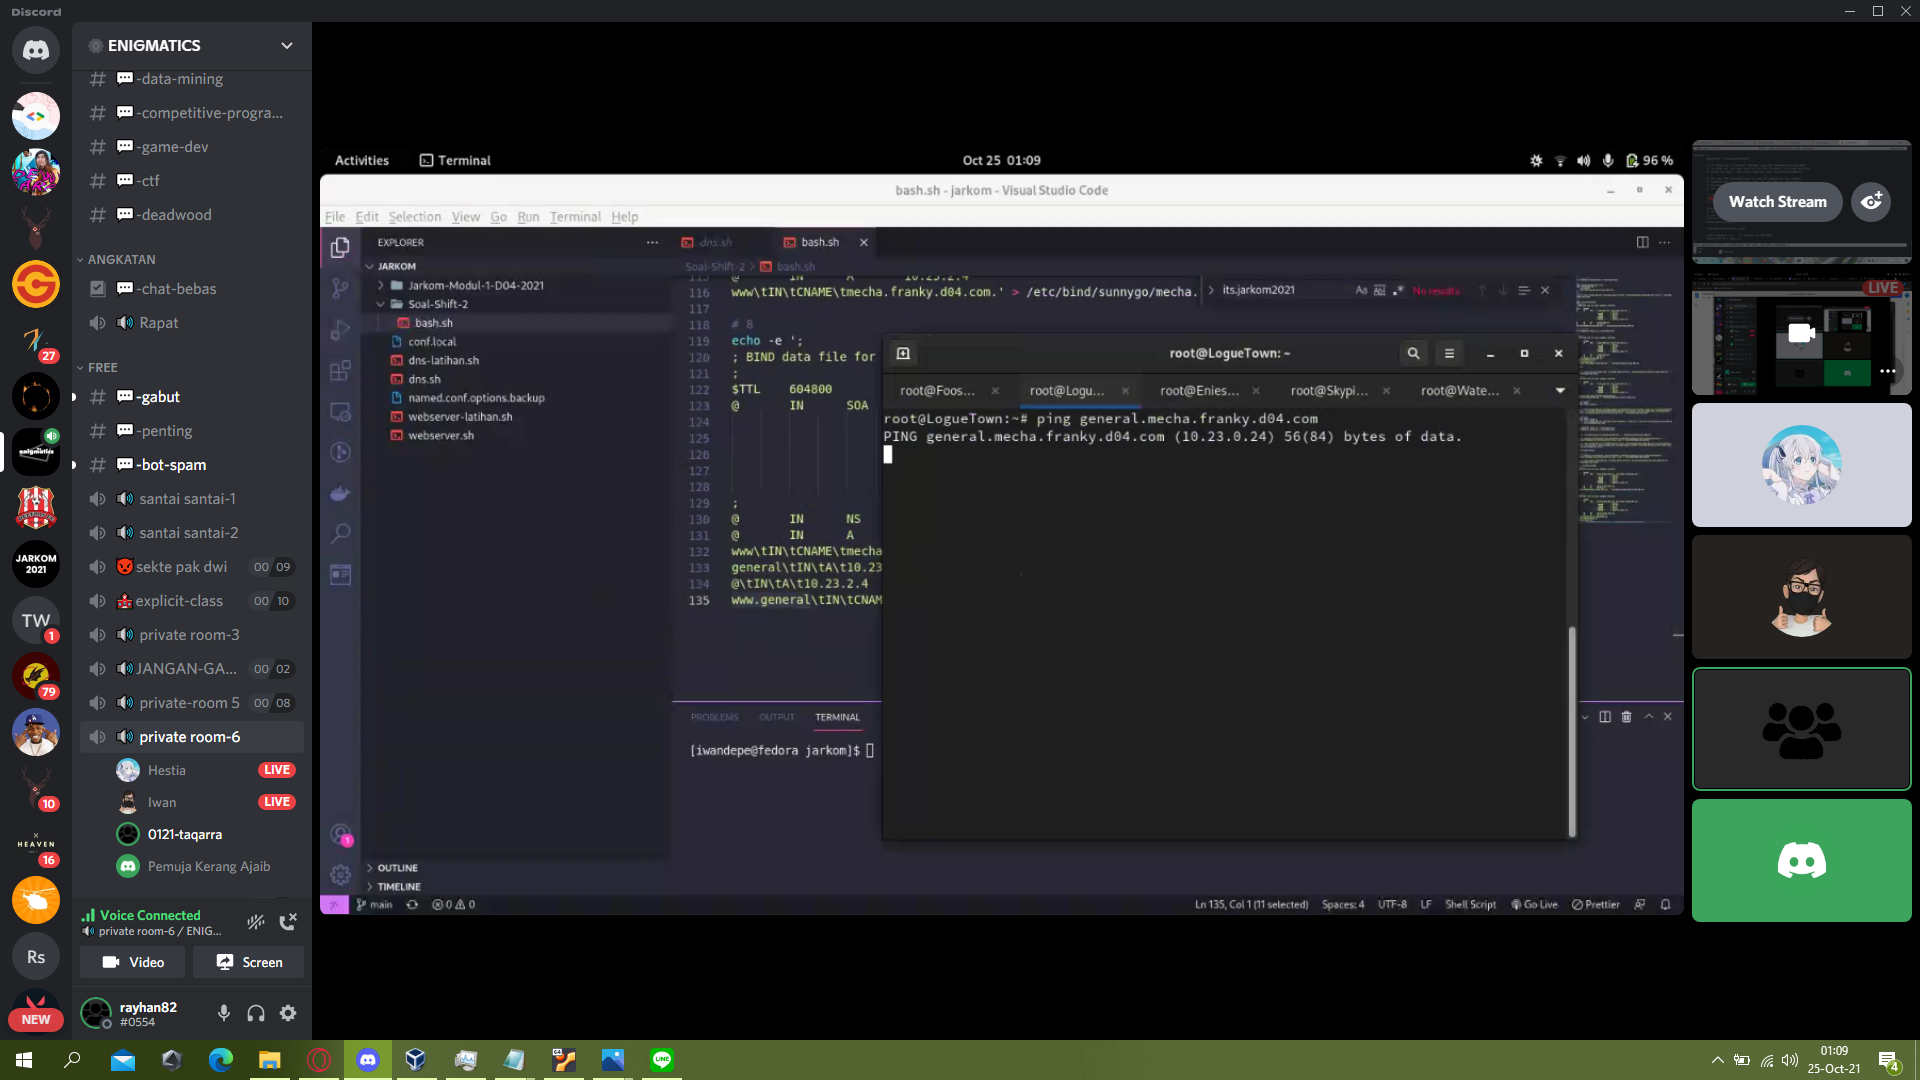 Discord
ENIGMATICS
-data-mining
-competitive-progra...
-game-dev
-ctf
-deadwood
ANGKATAN
-chat-bebas
Rapat
FREE
-gabut
-penting
-bot-spam
santai santai-1
santai santai-2
sekte pak dwi 00 09
explicit-class 00 10
private room-3
JANGAN-GA... 00 02
private-room 5 00 08
private room-6
Hestia LIVE
Iwan LIVE
0121-taqarra
Pemuja Kerang Ajaib
Voice Connected
private room-6 / ENIG...
Video Screen
rayhan82
#0554
27
JARKOM
2021
TW
1
79
10
HEAVEN
16
Rs
NEW
Activities Terminal Oct 25 01:09 96 %
bash.sh - jarkom - Visual Studio Code
File Edit Selection View Go Run Terminal Help
EXPLORER
JARKOM
Jarkom-Modul-1-D04-2021
Soal-Shift-2
bash.sh
conf.local
dns-latihan.sh
dns.sh
named.conf.options.backup
webserver-latihan.sh
webserver.sh
OUTLINE
TIMELINE
dns.sh bash.sh
Soal-Shift-2 > bash.sh
115 @ IN A 10.23.2.4
116 www\tIN\tCNAME\tmecha.franky.d04.com.' > /etc/bind/sunnygo/mecha.
its.jarkom2021 Aa Ab .* No results
117
118 # 8
119 echo -e ';
120 ; BIND data file for
121 ;
122 $TTL 604800
123 @ IN SOA
124
125
126
127
128
129 ;
130 @ IN NS
131 @ IN A
132 www\tIN\tCNAME\tmecha
133 general\tIN\tA\t10.23
134 @\tIN\tA\t10.23.2.4
135 www.general\tIN\tCNAM
root@LogueTown: ~
root@Foos... root@Logu... root@Enies... root@Skypi... root@Wate...
root@LogueTown:~# ping general.mecha.franky.d04.com
PING general.mecha.franky.d04.com (10.23.0.24) 56(84) bytes of data.
PROBLEMS OUTPUT TERMINAL
[iwandepe@fedora jarkom]$
1
main 0 0 Ln 135, Col 1 (11 selected) Spaces: 4 UTF-8 LF Shell Script Go Live Prettier
Watch Stream
LIVE
01:09
25-Oct-21
4